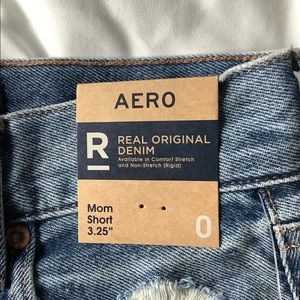 AERO
R
REAL ORIGINAL
DENIM
Available in Comfort Stretch
and Non-Stretch (Rigid)
Mom
Short
3.25"
0